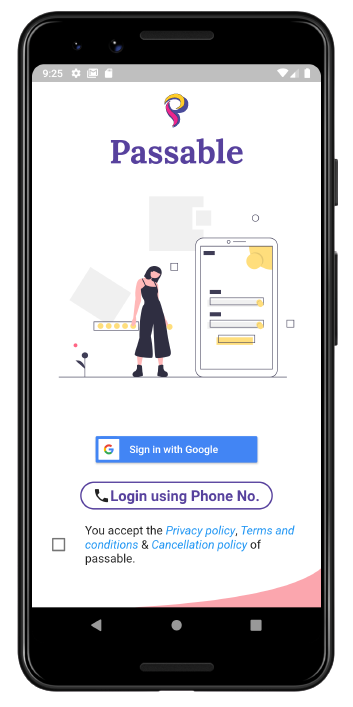 9:25
Passable
Sign in with Google
Login using Phone No.
You accept the Privacy policy, Terms and
conditions & Cancellation policy of
passable.